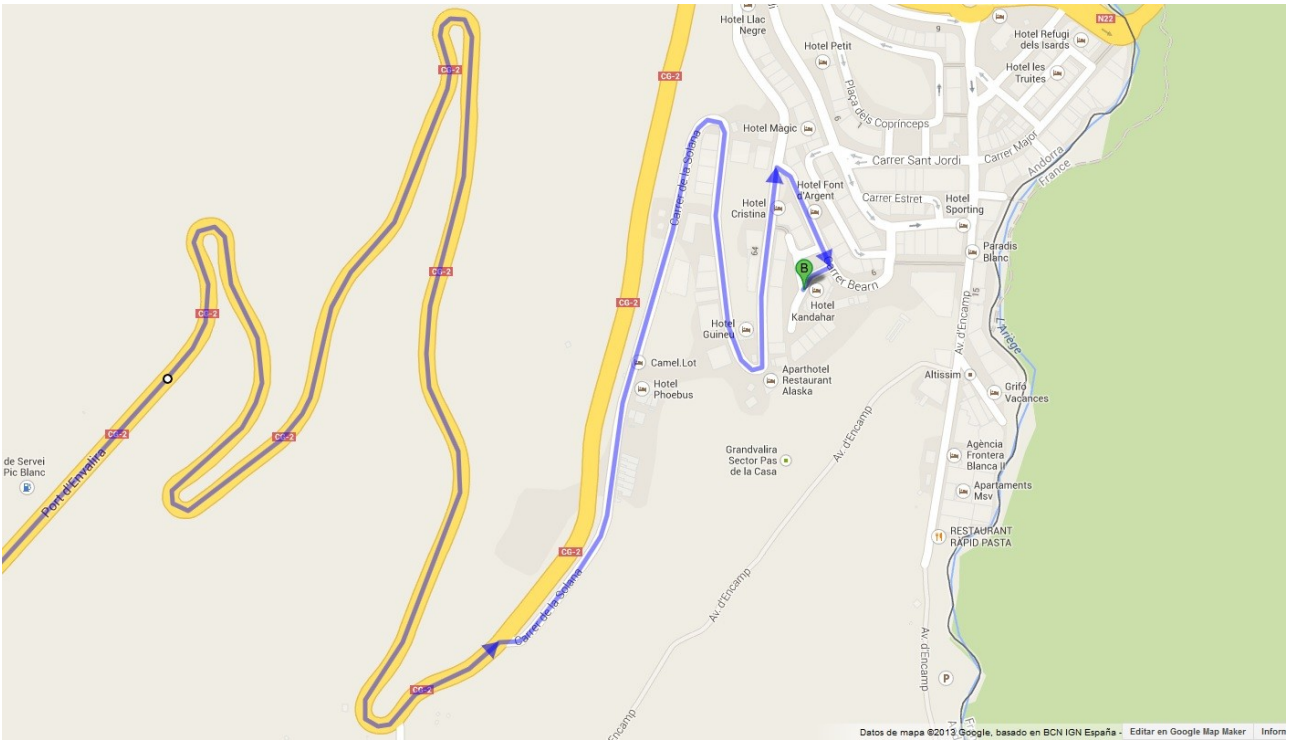 Hotel Llac
Negre
Hotel Petit
9
N22
Hotel Refugi
dels Isards
Hotel les
Truites
CG-2
CG-2
Plaça dels Coprínceps
6
1
Hotel Màgic
Carrer de la Solana
Carrer Sant Jordi
Carrer Major
Andorra
France
Hotel Font
d'Argent
Carrer Estret
Hotel
Sporting
Hotel
Cristina
64
Paradis
Blanc
B
Carrer Bearn
6
15
CG-2
CG-2
CG-2
Hotel
Kandahar
Hotel
Guineu
Av. d'Encamp
L'Ariège
Camel.Lot
Hotel
Phoebus
Aparthotel
Restaurant
Alaska
Altissim
Grifó
Vacances
CG-2
CG-2
Av. d'Encamp
Grandvalira
Sector Pas
de la Casa
Agència
Frontera
Blanca II
de Servei
Pic Blanc
Port d'Envalira
Apartaments
Msv
RESTAURANT
RAPID PASTA
CG-2
Carrer de la Solana
Av. d'Encamp
Av. d'Encamp
P
CG-2
Encamp
Datos de mapa ©2013 Google, basado en BCN IGN España - Editar en Google Map Maker Inform